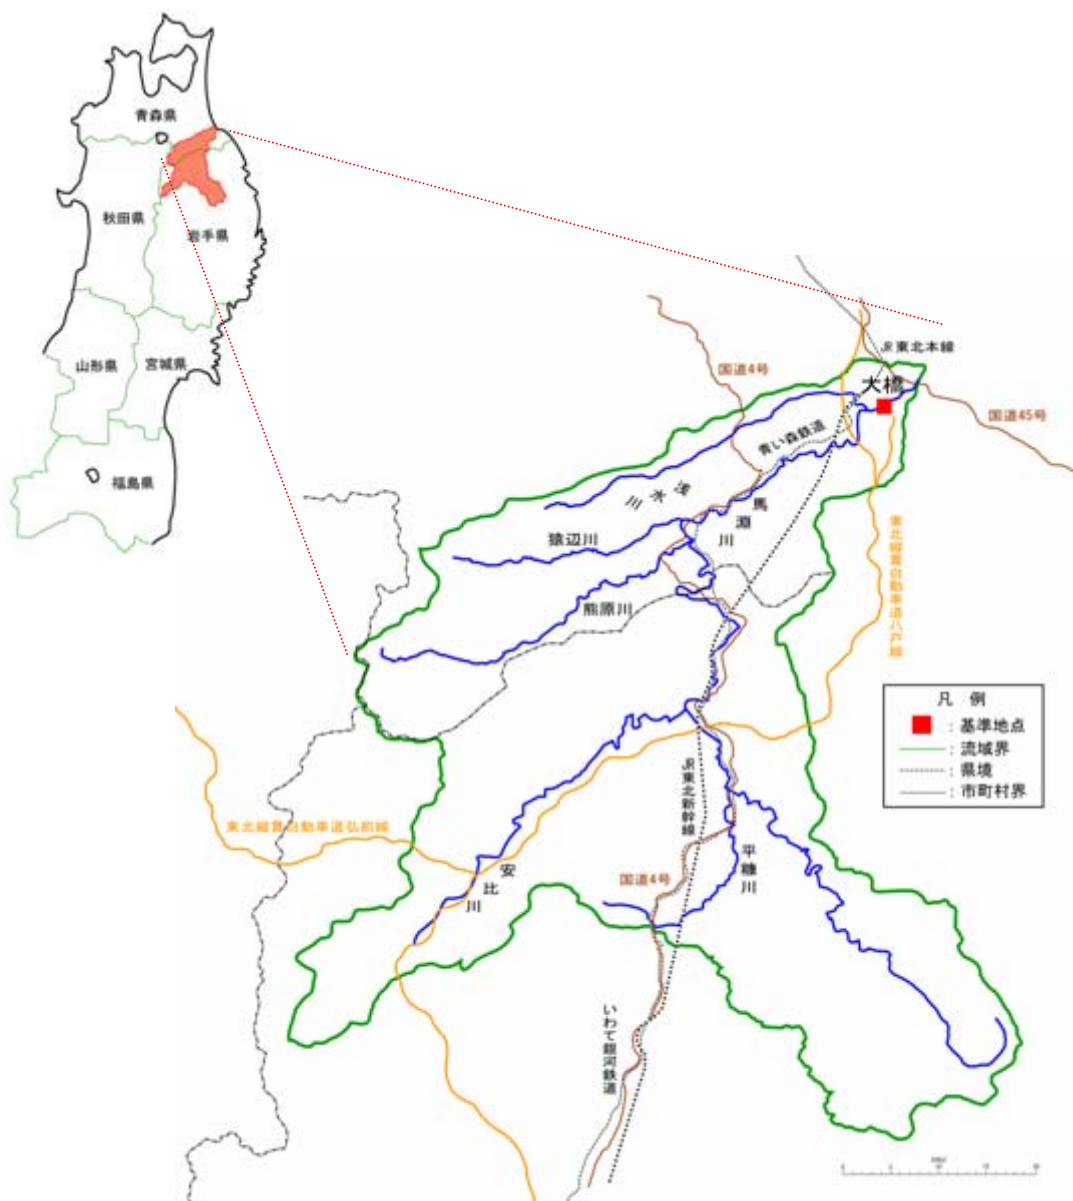 青森県
秋田県
岩手県
山形県
宮城県
福島県
JR東北本線
国道4号
大橋
国道45号
青い森鉄道
浅水川
馬淵川
猿辺川
熊原川
東北縦貫自動車道八戸線
凡 例
：基準地点
：流域界
：県境
：市町村界
JR東北新幹線
東北縦貫自動車道弘前線
平糠川
国道4号
安比川
いわて銀河鉄道